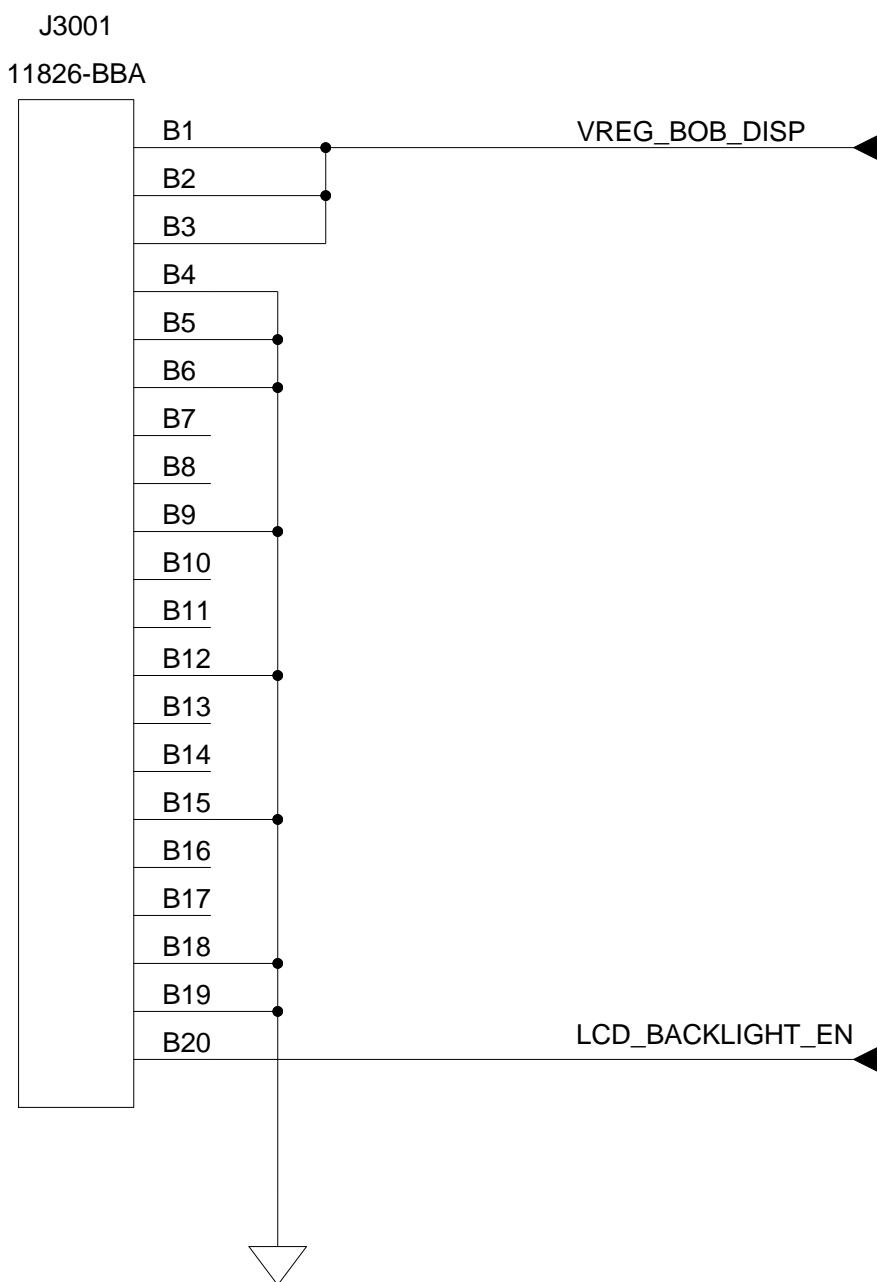 J3001
11826-BBA
B1
VREG_BOB_DISP
B2
B3
B4
B5
B6
B7
B8
B9
B10
B11
B12
B13
B14
B15
B16
B17
B18
B19
LCD_BACKLIGHT_EN
B20